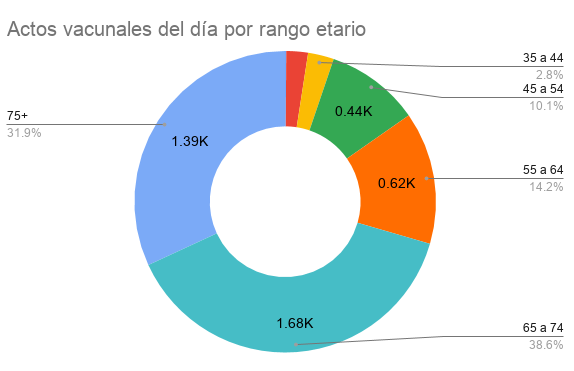 Actos vacunales del día por rango etario
35 a 44
2.8%
45 a 54
10.1%
75+
31.9%
0.44K
1.39K
55 a 64
14.2%
0.62K
1.68K
65 a 74
38.6%